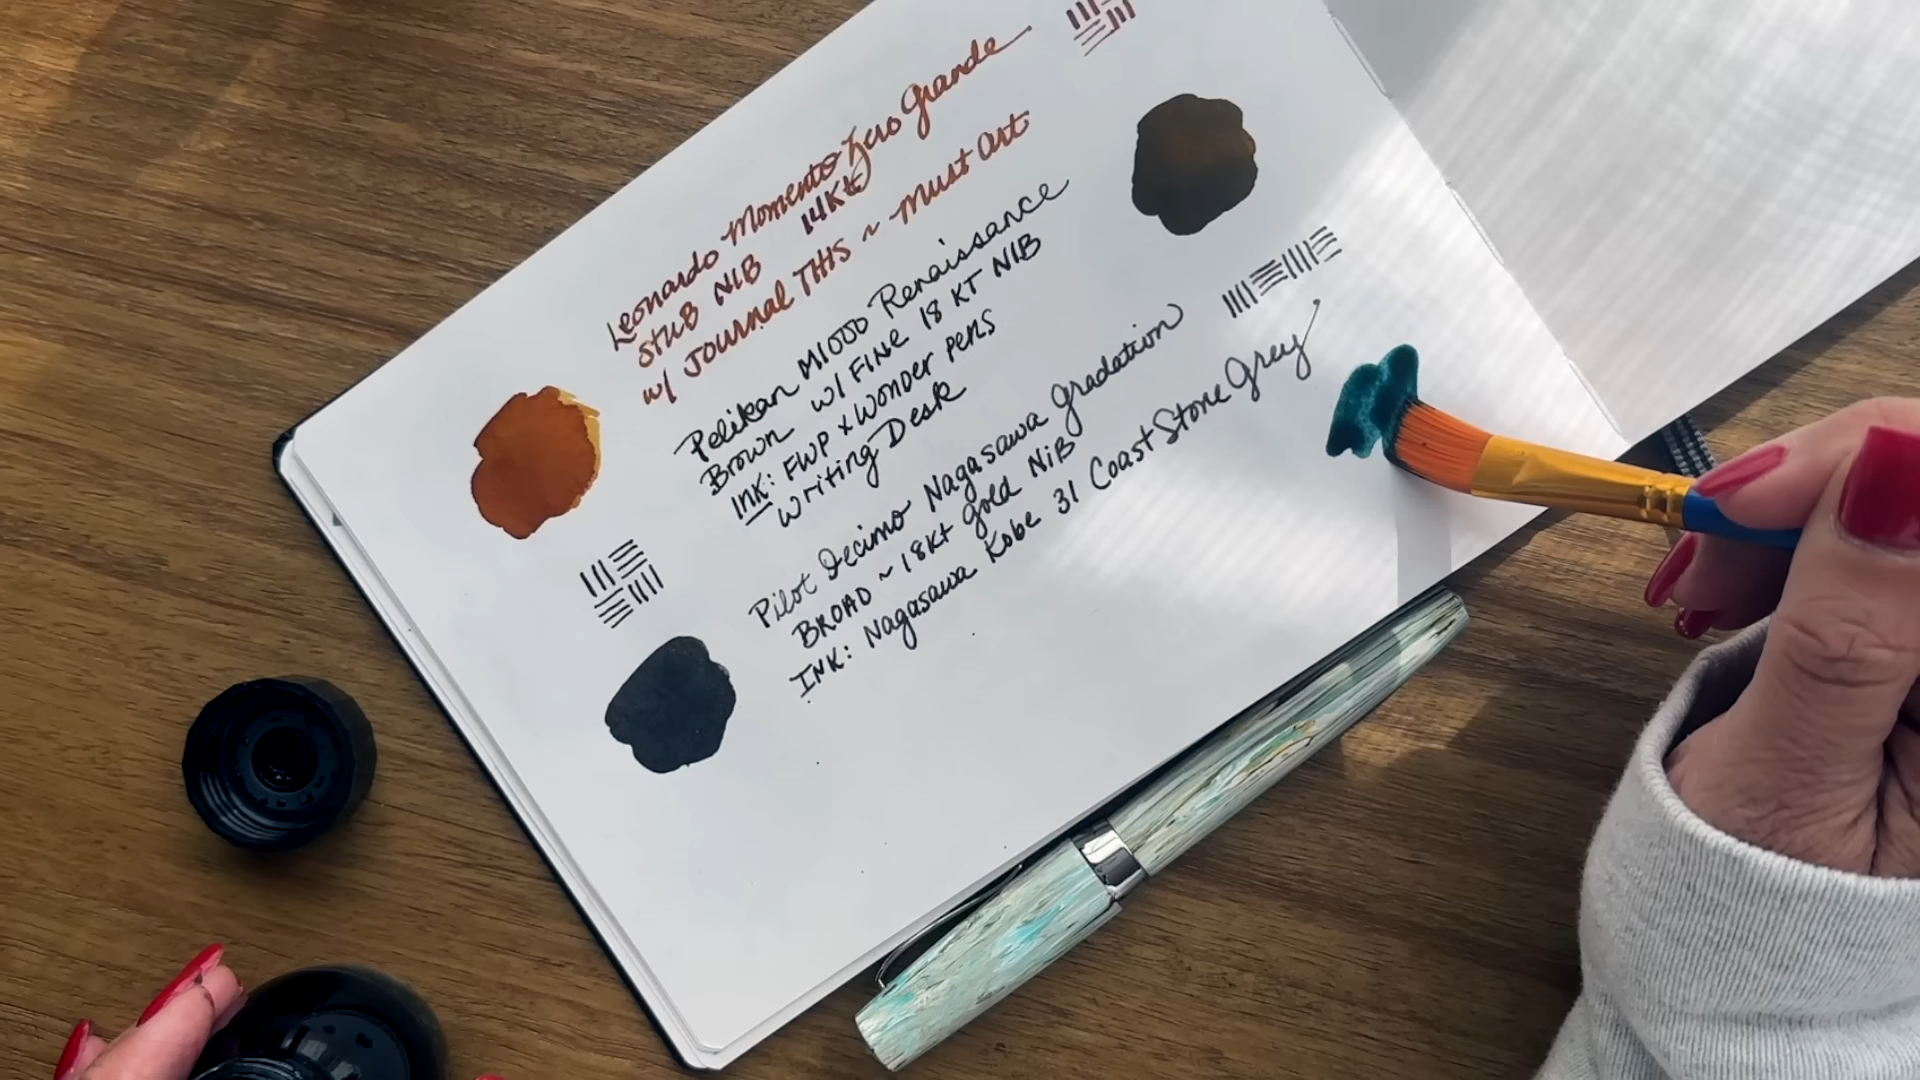 Leonardo Momento Zero Grande
STUB NIB 14Kt
w/ JOURNAL THIS ~ MUST ART
Pelikan M1000 Renaissance
Brown w/ FINE 18 KT NIB
INK: FWP x WONDER PENS
Writing Desk
Pilot Decimo Nagasawa Gradation
BROAD ~ 18Kt Gold NIB
INK: Nagasawa Kobe 31 Coast Stone Grey